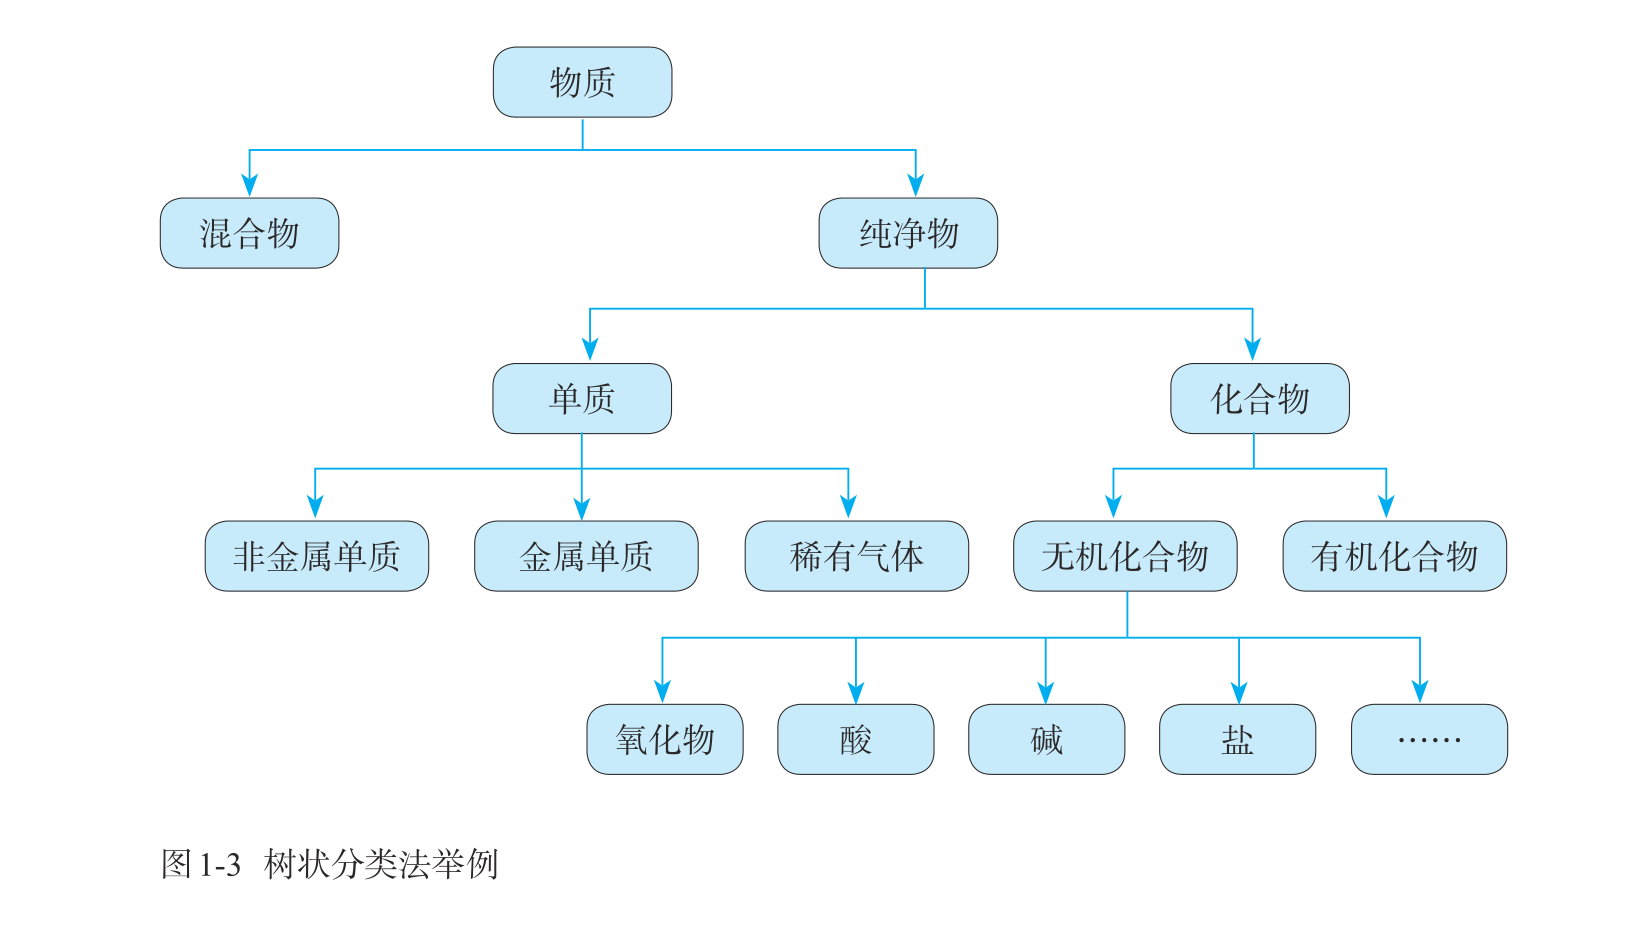 物质
混合物
纯净物
单质
化合物
非金属单质
金属单质
稀有气体
无机化合物
有机化合物
氧化物
酸
碱
盐
……
图 1-3 树状分类法举例